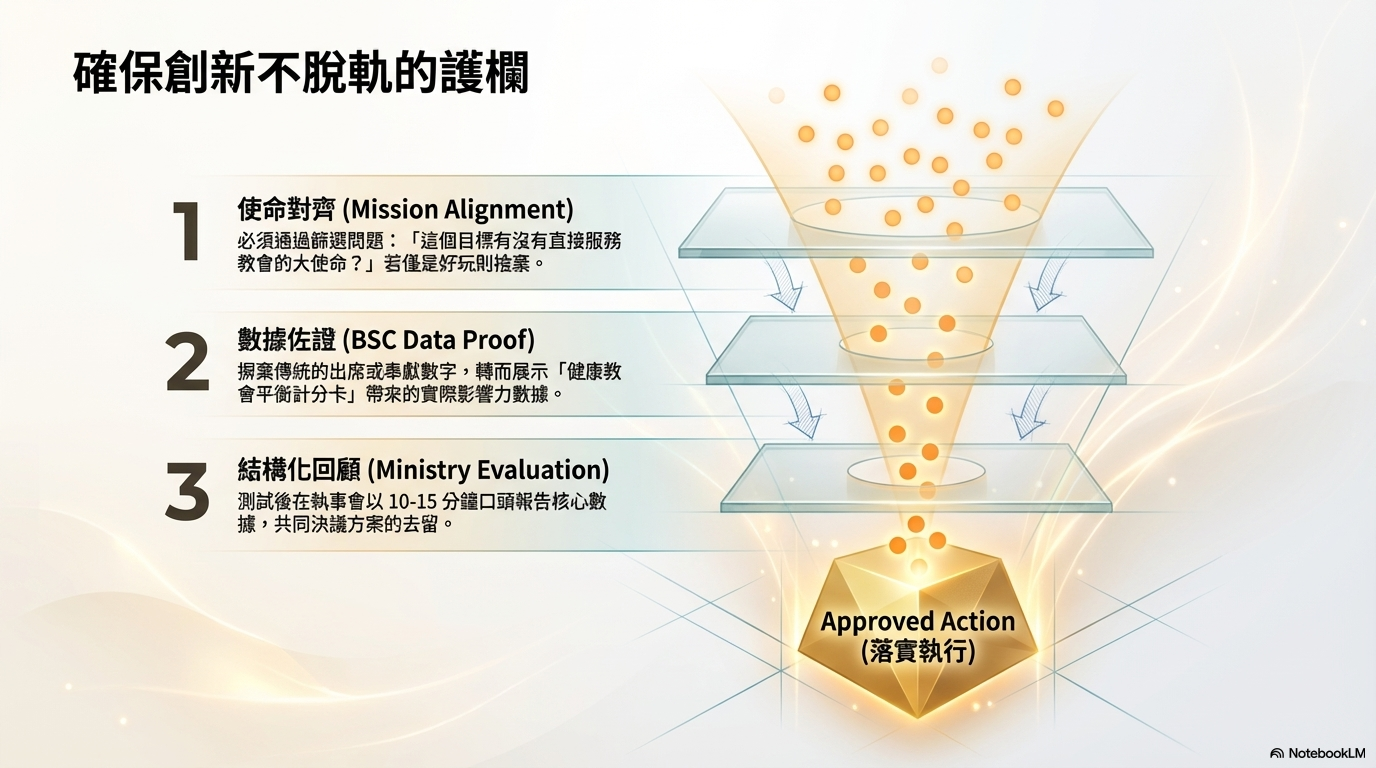 確保創新不脫軌的護欄
1
使命對齊 (Mission Alignment)
必須通過篩選問題：「這個目標有沒有直接服務
教會的大使命？」若僅是好玩則捨棄。
2
數據佐證 (BSC Data Proof)
摒棄傳統的出席或奉獻數字，轉而展示「健康教
會平衡計分卡」帶來的實際影響力數據。
3
結構化回顧 (Ministry Evaluation)
測試後在執事會以 10-15 分鐘口頭報告核心數
據，共同決議方案的去留。
Approved Action
(落實執行)
NotebookLM